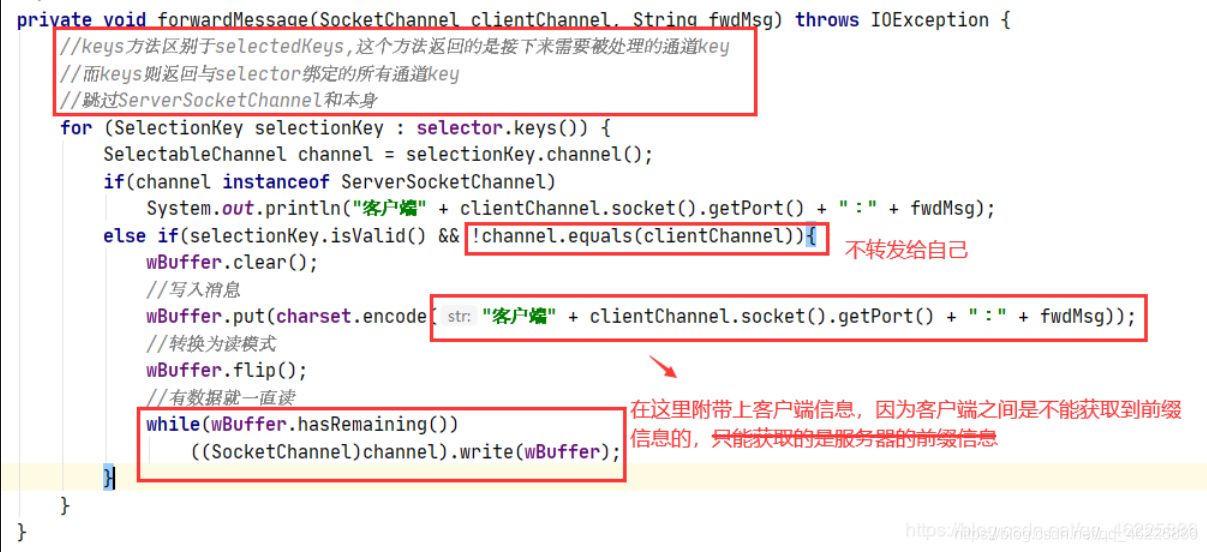 private void forwardMessage(SocketChannel clientChannel, String fwdMsg) throws IOException {
//keys方法区别于selectedKeys,这个方法返回的是接下来需要被处理的通道key
//而keys则返回与selector绑定的所有通道key
//跳过ServerSocketChannel和本身
for (SelectionKey selectionKey : selector.keys()) {
SelectableChannel channel = selectionKey.channel();
if(channel instanceof ServerSocketChannel)
System.out.println("客户端" + clientChannel.socket().getPort() + "：" + fwdMsg);
else if(selectionKey.isValid() && !channel.equals(clientChannel)){
不转发给自己
wBuffer.clear();
//写入消息
wBuffer.put(charset.encode( str: "客户端" + clientChannel.socket().getPort() + "：" + fwdMsg));
//转换为读模式
wBuffer.flip();
//有数据就一直读
while(wBuffer.hasRemaining())
((SocketChannel)channel).write(wBuffer);
在这里附带上客户端信息，因为客户端之间是不能获取到前缀
信息的，只能获取的是服务器的前缀信息
}
}
}
https://blog.csdn.net/qq_46225886